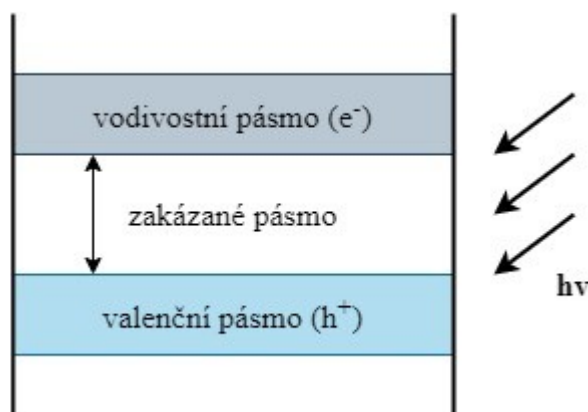 vodivostní pásmo (e⁻)
zakázané pásmo
hν
valenční pásmo (h⁺)